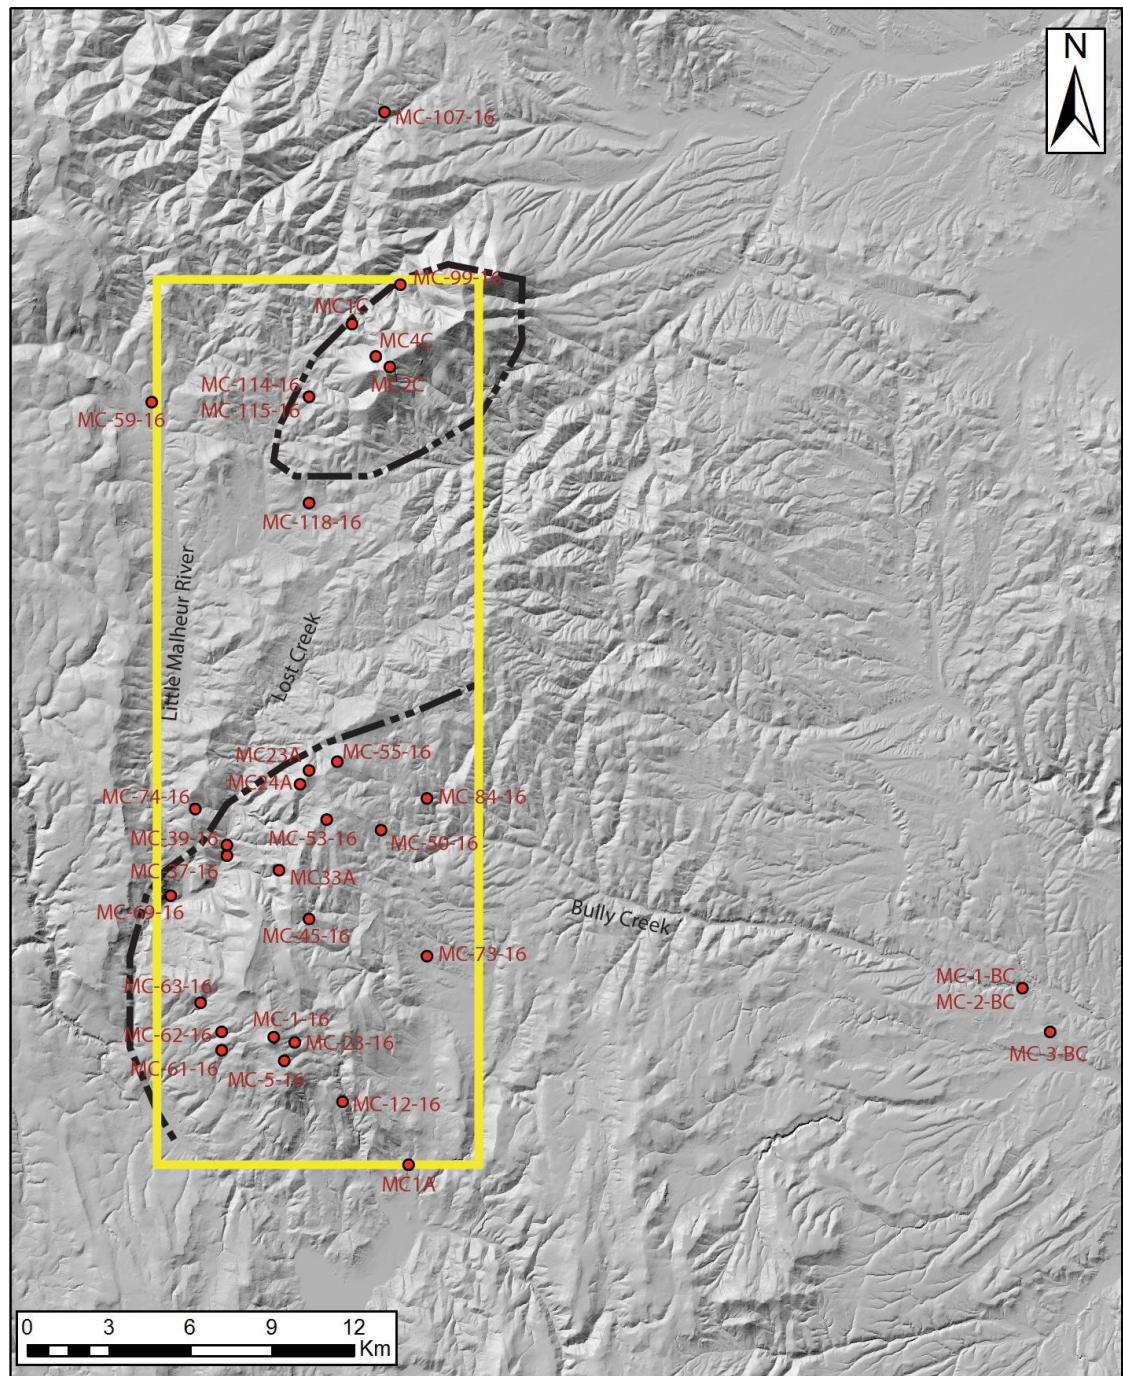 N
MC-107-16
MC-99-16
MC1C
MC4C
MC2C
MC-114-16
MC-115-16
MC-59-16
MC-118-16
Little Malheur River
Lost Creek
MC23A
MC-55-16
MC24A
MC-74-16
MC-84-16
MC-39-16
MC-53-16
MC-50-16
MC-37-16
MC33A
MC-69-16
MC-45-16
Bully Creek
MC-73-16
MC-1-BC
MC-2-BC
MC-63-16
MC-1-16
MC-62-16
MC-23-16
MC-3-BC
MC-61-16
MC-5-16
MC-12-16
MC1A
0 3 6 9 12
Km